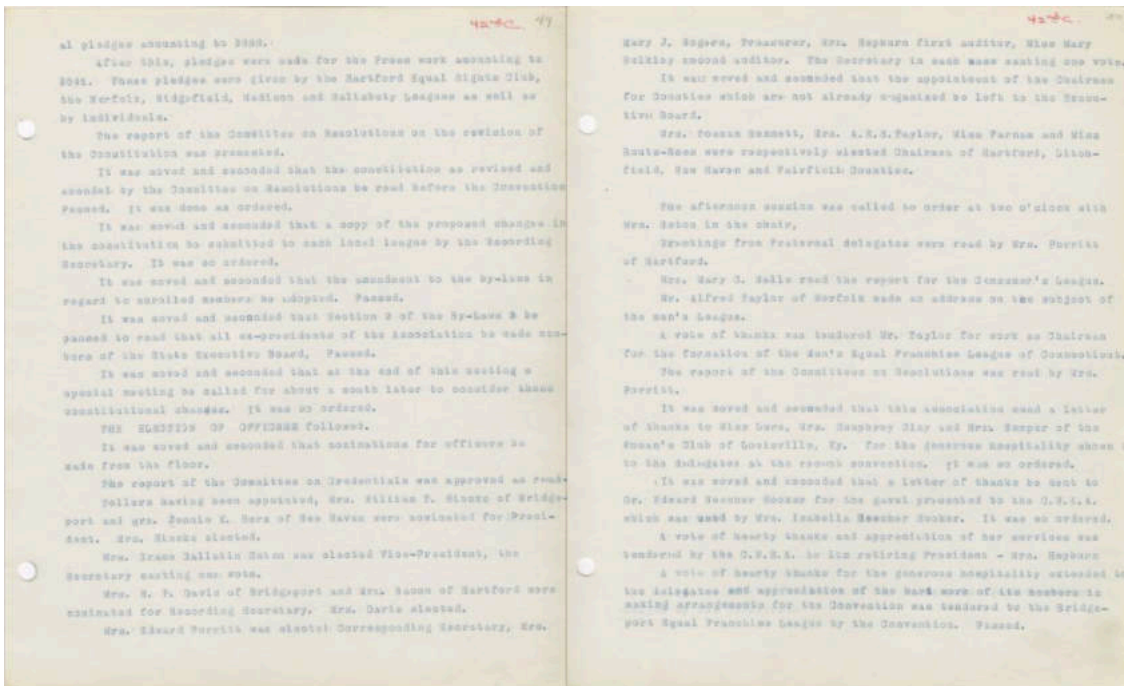 42nd C. 49
al pledges amounting to
After this, pledges were made for the Press work amounting to
These pledges were given by the Hartford Equal Rights Club,
the Norfolk, Ridgefield, Madison and Leagues as well as
by individuals.
The report of the Committee on Resolutions on the revision of
the Constitution was presented.
It was moved and seconded that the constitution as revised and
amended by the Committee on Resolutions be read before the Convention
Passed. It was done as ordered.
It was moved and seconded that a copy of the proposed changes in
the constitution be submitted to each local league by the Recording
Secretary. It was so ordered.
It was moved and seconded that the amendment to the by-laws in
regard to enrolled members be adopted. Passed.
It was moved and seconded that Section of the By-Laws be
passed to read that all ex-presidents of the Association be made mem-
bers of the State Executive Board, Passed.
It was moved and seconded that at the end of this meeting a
special meeting be called for about a month later to consider these
constitutional changes. It was so ordered.
THE ELECTION OF OFFICERS followed.
It was moved and seconded that nominations for officers be
made from the floor.
The report of the Committee on Credentials was approved as read
Tellers having been appointed, Mrs. William T. Hincks of Bridge-
port and Mrs. of New Haven were nominated for Presi-
dent. Mrs. Hincks elected.
Mrs. was elected Vice-President, the
Secretary casting one vote.
Mrs. Davis of Bridgeport and Mrs. Bacon of Hartford were
nominated for Recording Secretary. Mrs. Davis elected.
Mrs. Edward Porritt was elected Corresponding Secretary, Mrs.
42nd C.
Mary J. Rogers, Treasurer, Mrs. Hepburn first auditor, Miss Mary
Bulkley second auditor. The Secretary in each case casting one vote.
It was moved and seconded that the appointment of the Chairmen
for Counties which are not already organized be left to the Execu-
tive Board.
Mrs. Bennett, Mrs. Taylor, Miss Farnam and Miss
were respectively elected Chairmen of Hartford, Litch-
field, New Haven and Fairfield Counties.
The afternoon session was called to order at two o'clock with
Mrs. in the chair,
Greetings from Fraternal delegates were read by Mrs. Porritt
of Hartford.
Mrs. Mary read the report for the Consumer's League.
Mr. Alfred Taylor of Norfolk made an address on the subject of
the men's League.
A vote of thanks was tendered Mr. Taylor for work as Chairman
for the formation of the Men's Equal Franchise League of Connecticut.
The report of the Committee on Resolutions was read by Mrs.
Porritt.
It was moved and seconded that this association send a letter
of thanks to Miss Mrs. Humphrey Clay and Mrs. of the
Woman's Club of Louisville, Ky. for the generous hospitality shown
to the delegates at the recent convention. It was so ordered.
It was moved and seconded that a letter of thanks be sent to
Dr. Edward Beecher Hooker for the gavel presented to the C.W.S.A.
which was used by Mrs. Isabella Beecher Hooker. It was so ordered.
A vote of hearty thanks and appreciation of her services was
tendered by the C.W.S.A. to its retiring President - Mrs. Hepburn
A vote of hearty thanks for the generous hospitality extended to
the delegates and appreciation of the hard work of its members in
making arrangements for the Convention was tendered to the Bridge-
port Equal Franchise League by the Convention. Passed.